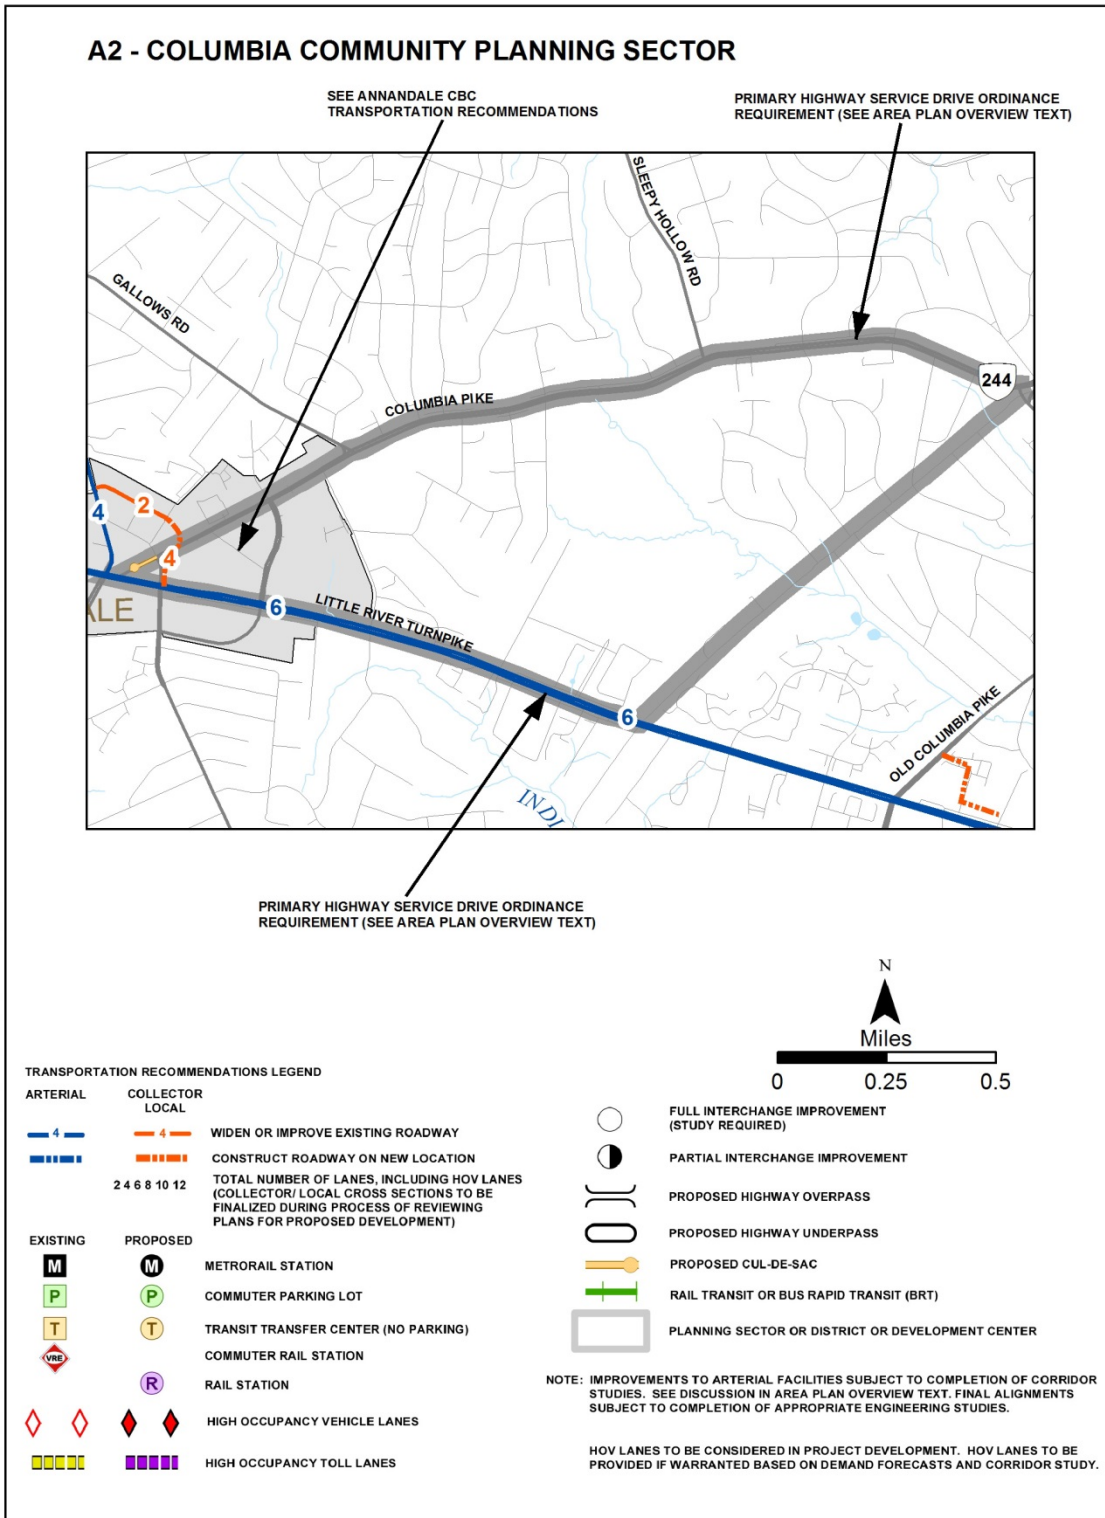 A2 - COLUMBIA COMMUNITY PLANNING SECTOR
SEE ANNANDALE CBC
TRANSPORTATION RECOMMENDATIONS
PRIMARY HIGHWAY SERVICE DRIVE ORDINANCE
REQUIREMENT (SEE AREA PLAN OVERVIEW TEXT)
SLEEPY HOLLOW RD
GALLOWS RD
244
COLUMBIA PIKE
2
4
4
6
LITTLE RIVER TURNPIKE
ALE
6
OLD COLUMBIA PIKE
INDI
PRIMARY HIGHWAY SERVICE DRIVE ORDINANCE
REQUIREMENT (SEE AREA PLAN OVERVIEW TEXT)
N
Miles
0 0.25 0.5
TRANSPORTATION RECOMMENDATIONS LEGEND
ARTERIAL COLLECTOR
LOCAL
4 4 WIDEN OR IMPROVE EXISTING ROADWAY
CONSTRUCT ROADWAY ON NEW LOCATION
2 4 6 8 10 12 TOTAL NUMBER OF LANES, INCLUDING HOV LANES
(COLLECTOR/ LOCAL CROSS SECTIONS TO BE
FINALIZED DURING PROCESS OF REVIEWING
PLANS FOR PROPOSED DEVELOPMENT)
EXISTING PROPOSED
M M METRORAIL STATION
P P COMMUTER PARKING LOT
T T TRANSIT TRANSFER CENTER (NO PARKING)
VRE COMMUTER RAIL STATION
R RAIL STATION
HIGH OCCUPANCY VEHICLE LANES
HIGH OCCUPANCY TOLL LANES
FULL INTERCHANGE IMPROVEMENT
(STUDY REQUIRED)
PARTIAL INTERCHANGE IMPROVEMENT
PROPOSED HIGHWAY OVERPASS
PROPOSED HIGHWAY UNDERPASS
PROPOSED CUL-DE-SAC
RAIL TRANSIT OR BUS RAPID TRANSIT (BRT)
PLANNING SECTOR OR DISTRICT OR DEVELOPMENT CENTER
NOTE: IMPROVEMENTS TO ARTERIAL FACILITIES SUBJECT TO COMPLETION OF CORRIDOR
STUDIES. SEE DISCUSSION IN AREA PLAN OVERVIEW TEXT. FINAL ALIGNMENTS
SUBJECT TO COMPLETION OF APPROPRIATE ENGINEERING STUDIES.
HOV LANES TO BE CONSIDERED IN PROJECT DEVELOPMENT. HOV LANES TO BE
PROVIDED IF WARRANTED BASED ON DEMAND FORECASTS AND CORRIDOR STUDY.